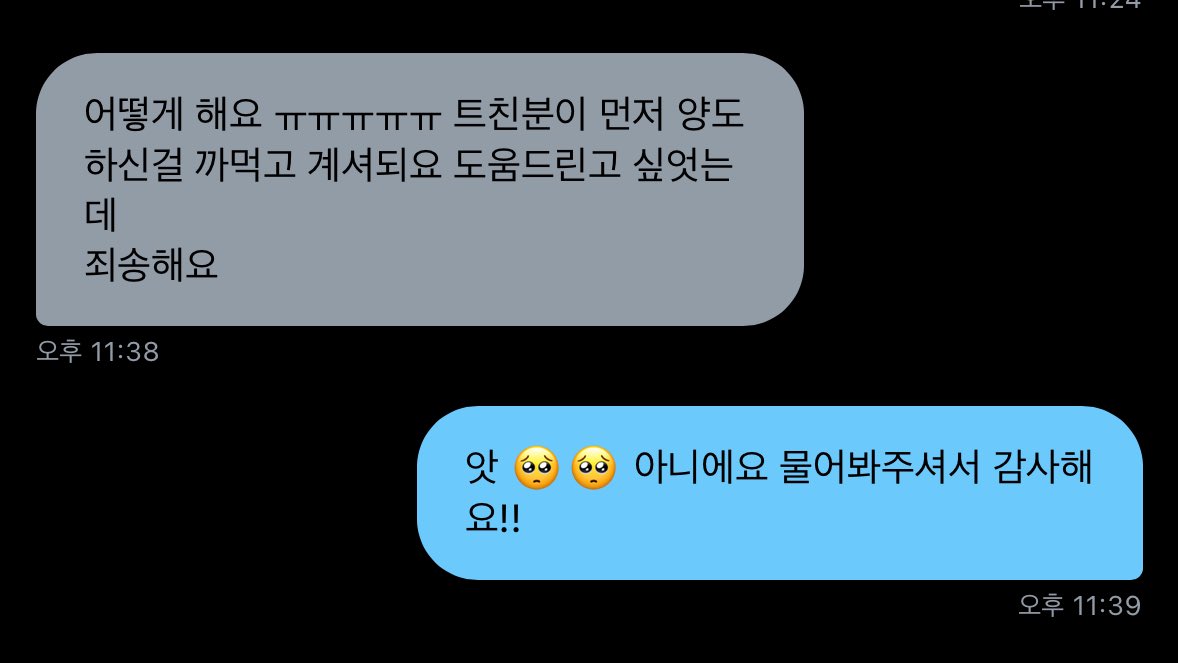 오후 11:24
어떻게 해요 ㅠㅠㅠㅠㅠ 트친분이 먼저 양도
하신걸 까먹고 계셔되요 도움드린고 싶엇는
데
죄송해요
오후 11:38
앗 🥺🥺 아니에요 물어봐주셔서 감사해
요!!
오후 11:39